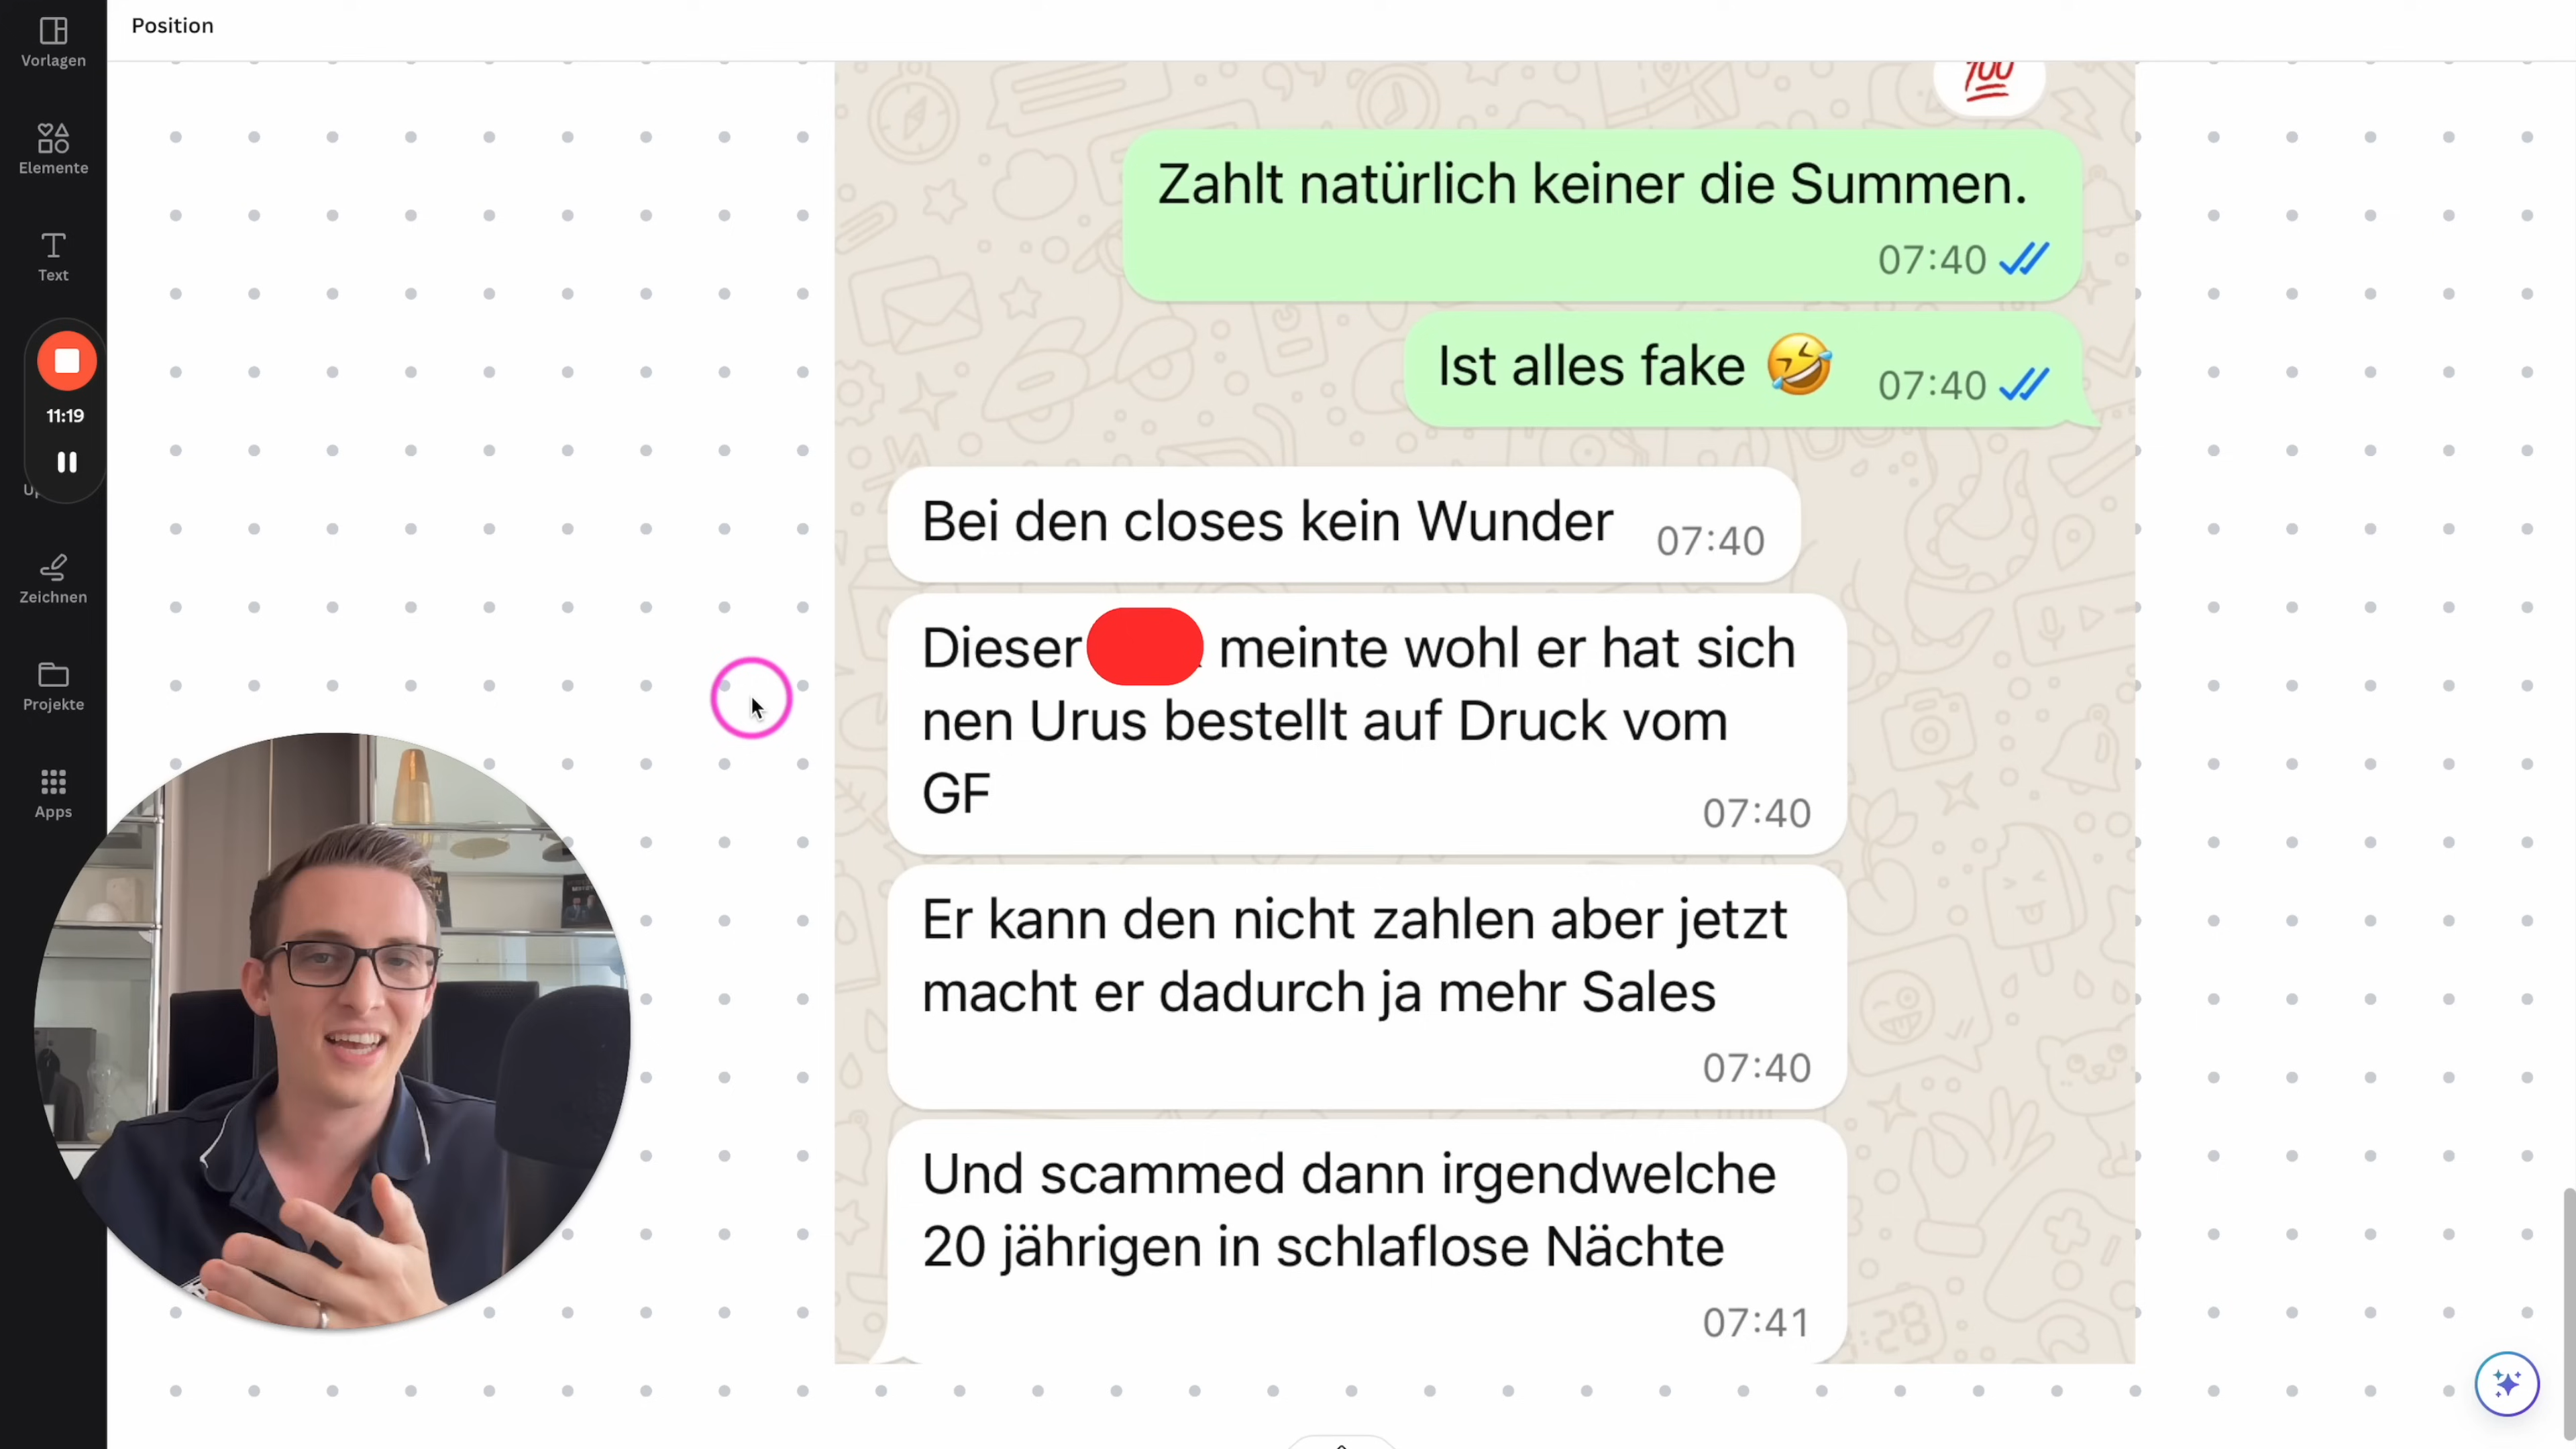 Position
Vorlagen
Elemente
Text
11:19
Zeichnen
Projekte
Apps
Zahlt natürlich keiner die Summen.
07:40
Ist alles fake 🤣 07:40
Bei den closes kein Wunder 07:40
Dieser meinte wohl er hat sich
nen Urus bestellt auf Druck vom
GF 07:40
Er kann den nicht zahlen aber jetzt
macht er dadurch ja mehr Sales
07:40
Und scammed dann irgendwelche
20 jährigen in schlaflose Nächte
07:41